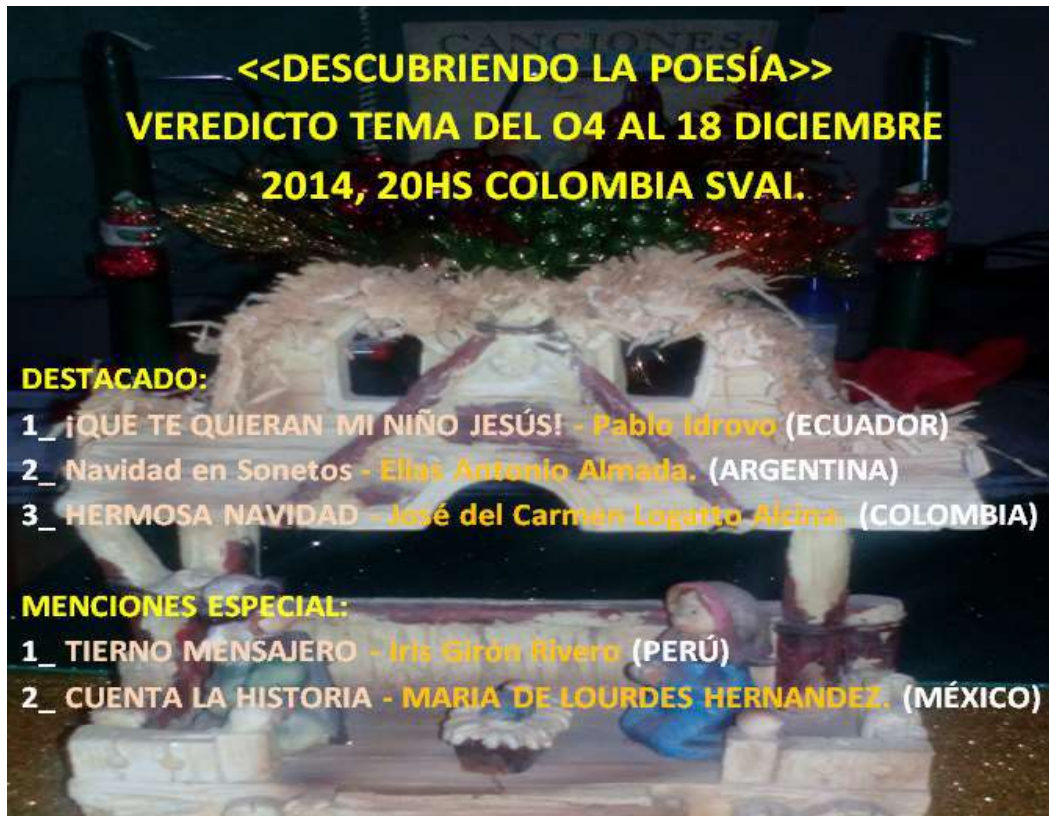 CANCIONES
<<DESCUBRIENDO LA POESÍA>>
VEREDICTO TEMA DEL O4 AL 18 DICIEMBRE
2014, 20HS COLOMBIA SVAI.
DESTACADO:
1_ ¡QUE TE QUIERAN MI NIÑO JESÚS! - Pablo Idrovo (ECUADOR)
2_ Navidad en Sonetos - Elías Antonio Almada. (ARGENTINA)
3_ HERMOSA NAVIDAD - José del Carmen Logatto Alcina. (COLOMBIA)
MENCIONES ESPECIAL:
1_ TIERNO MENSAJERO - Iris Girón Rivero (PERÚ)
2_ CUENTA LA HISTORIA - MARIA DE LOURDES HERNANDEZ. (MÉXICO)